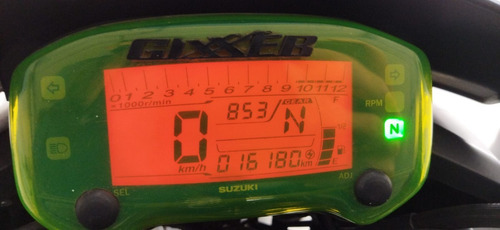 GIXXER
0 1 2 3 4 5 6 7 8 9 10 11 12
×1000r/min
F
RPM
853 GEAR N
0
N
km/h
016180 km
SEL
SUZUKI
ADJ